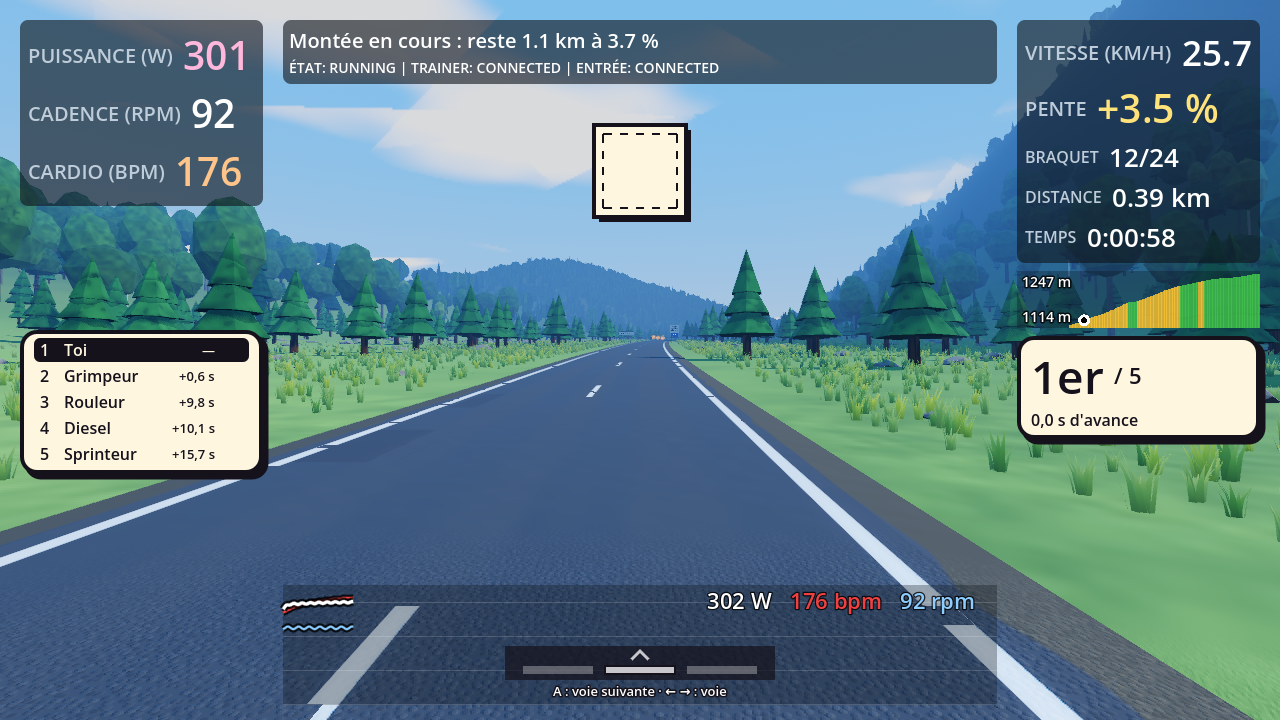 PUISSANCE (W) 301
CADENCE (RPM) 92
CARDIO (BPM) 176
Montée en cours : reste 1.1 km à 3.7 %
ÉTAT: RUNNING | TRAINER: CONNECTED | ENTRÉE: CONNECTED
VITESSE (KM/H) 25.7
PENTE +3.5 %
BRAQUET 12/24
DISTANCE 0.39 km
TEMPS 0:00:58
1247 m
1114 m
1 Toi —
2 Grimpeur +0,6 s
3 Rouleur +9,8 s
4 Diesel +10,1 s
5 Sprinteur +15,7 s
1er / 5
0,0 s d'avance
302 W 176 bpm 92 rpm
A : voie suivante · ← → : voie